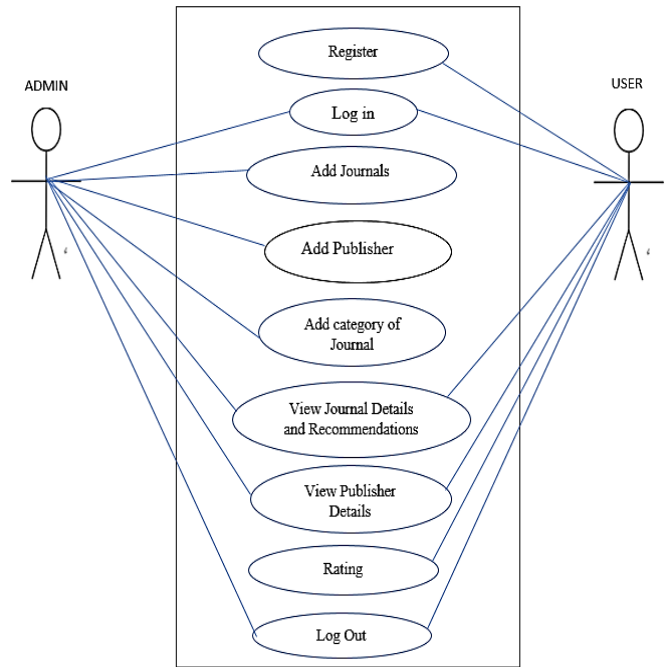 Register
ADMIN
USER
Log in
Add Journals
Add Publisher
Add category of
Journal
View Journal Details
and Recommendations
View Publisher
Details
Rating
Log Out